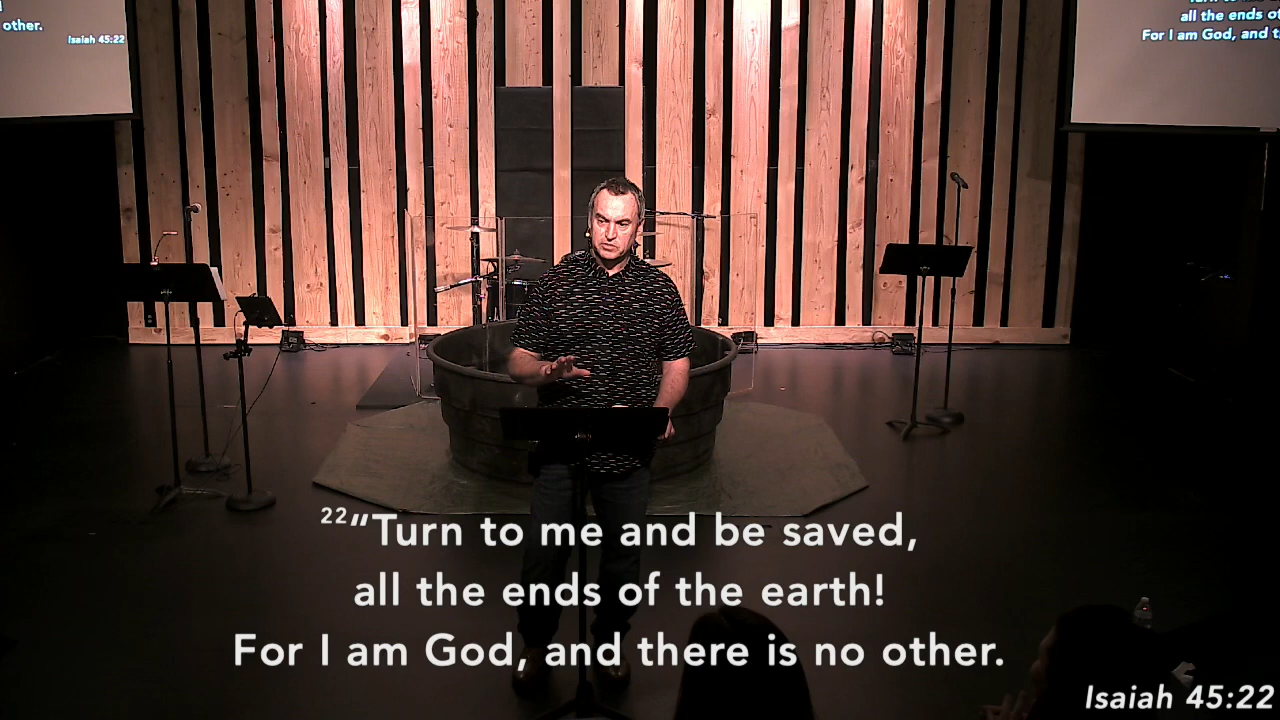 other.
Isaiah 45:22
all the ends of
For I am God, and t
22“Turn to me and be saved,
all the ends of the earth!
For I am God, and there is no other.
Isaiah 45:22